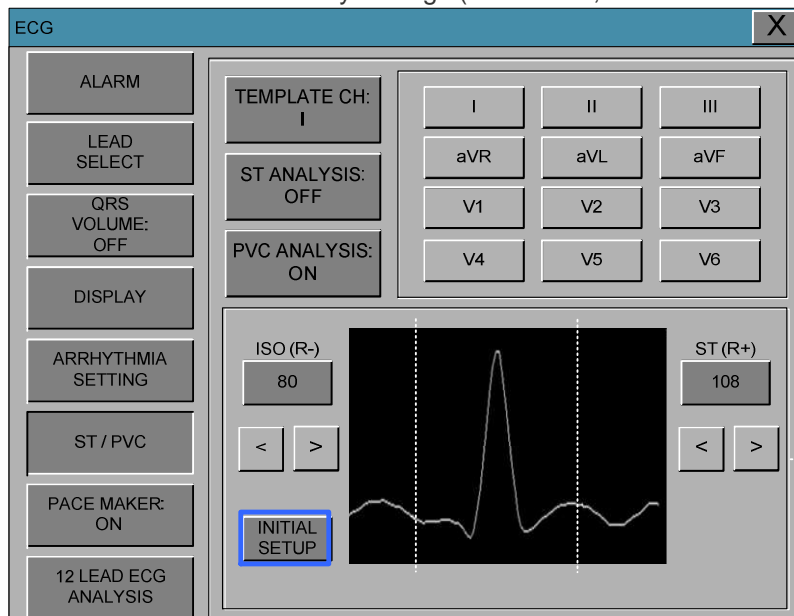 ECG
X
ALARM
LEAD
SELECT
QRS
VOLUME:
OFF
DISPLAY
ARRHYTHMIA
SETTING
ST / PVC
PACE MAKER:
ON
12 LEAD ECG
ANALYSIS
TEMPLATE CH:
I
ST ANALYSIS:
OFF
PVC ANALYSIS:
ON
I II III
aVR aVL aVF
V1 V2 V3
V4 V5 V6
ISO (R-)
80
< >
INITIAL
SETUP
ST (R+)
108
< >